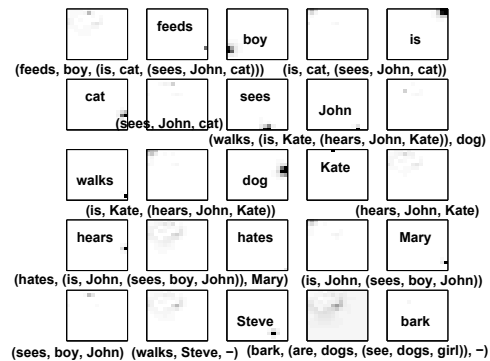 feeds
boy
is
(feeds, boy, (is, cat, (sees, John, cat)))
(is, cat, (sees, John, cat))
cat
sees
John
(sees, John, cat)
(walks, (is, Kate, (hears, John, Kate)), dog)
walks
dog
Kate
(is, Kate, (hears, John, Kate))
(hears, John, Kate)
hears
hates
Mary
(hates, (is, John, (sees, boy, John)), Mary)
(is, John, (sees, boy, John))
Steve
bark
(sees, boy, John)
(walks, Steve, −)
(bark, (are, dogs, (see, dogs, girl)), −)